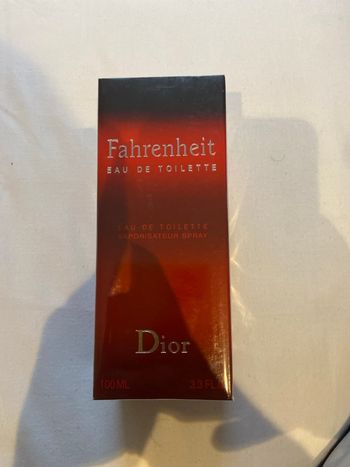 Fahrenheit
EAU DE TOILETTE
EAU-DE-TOILETTE
VAPORISATEUR SPRAY
Dior
100ML 3.3 FL.